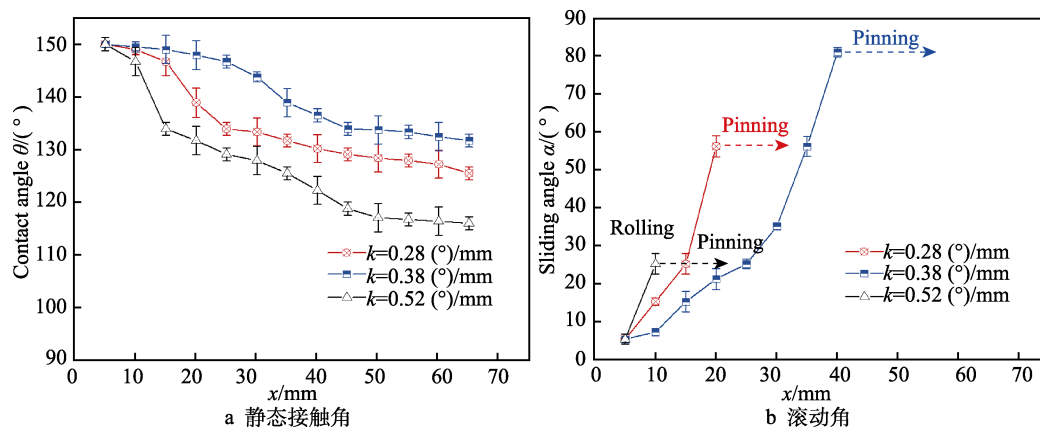 Contact angle θ/(°)
150
140
130
120
110
100
90
k=0.28 (°)/mm
k=0.38 (°)/mm
k=0.52 (°)/mm
0 10 20 30 40 50 60 70
x/mm
a 静态接触角
Sliding angle α/(°)
90
80
70
60
50
40
30
20
10
0
Pinning
Pinning
Rolling
Pinning
k=0.28 (°)/mm
k=0.38 (°)/mm
k=0.52 (°)/mm
0 10 20 30 40 50 60 70
x/mm
b 滚动角